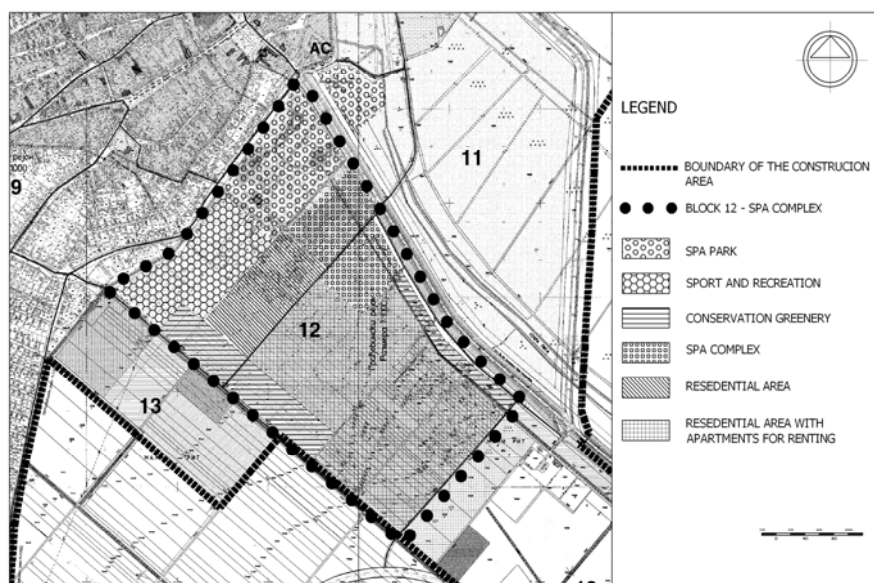 AC
11
9
12
13
LEGEND
BOUNDARY OF THE CONSTRUCION
AREA
BLOCK 12 - SPA COMPLEX
SPA PARK
SPORT AND RECREATION
CONSERVATION GREENERY
SPA COMPLEX
RESEDENTIAL AREA
RESEDENTIAL AREA WITH
APARTMENTS FOR RENTING